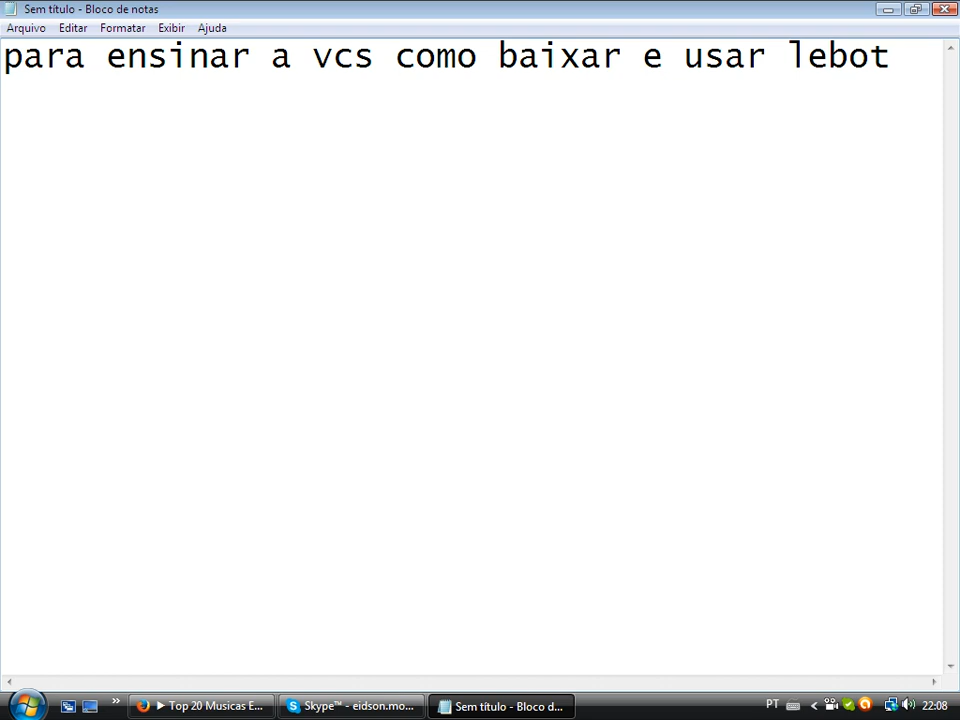 Sem título - Bloco de notas
Arquivo Editar Formatar Exibir Ajuda
para ensinar a vcs como baixar e usar lebot
Top 20 Musicas E... Skype™ - eidson.mo... Sem título - Bloco d... PT 22:08